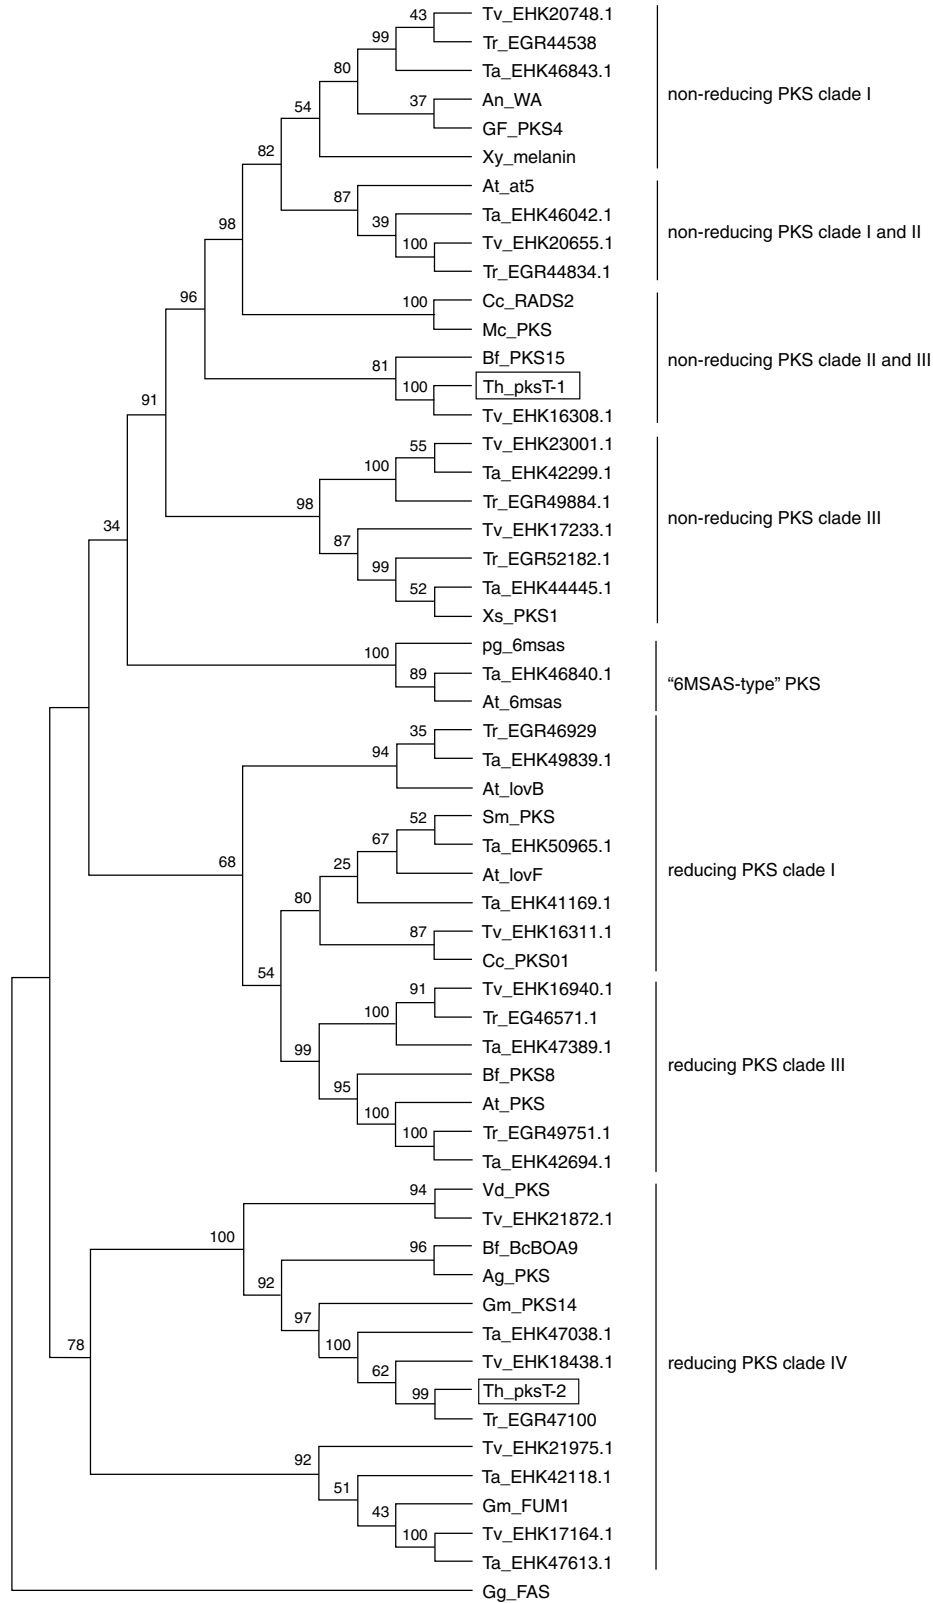 43
Tv_EHK20748.1
99
Tr_EGR44538
80
Ta_EHK46843.1
37
An_WA
54
GF_PKS4
Xy_melanin
non-reducing PKS clade I
82
87
At_at5
39
Ta_EHK46042.1
98
100
Tv_EHK20655.1
Tr_EGR44834.1
non-reducing PKS clade I and II
96
100
Cc_RADS2
Mc_PKS
81
Bf_PKS15
100
Th_pksT-1
91
Tv_EHK16308.1
non-reducing PKS clade II and III
55
Tv_EHK23001.1
100
Ta_EHK42299.1
98
Tr_EGR49884.1
34
87
Tv_EHK17233.1
99
Tr_EGR52182.1
52
Ta_EHK44445.1
Xs_PKS1
non-reducing PKS clade III
100
pg_6msas
89
Ta_EHK46840.1
At_6msas
“6MSAS-type” PKS
35
Tr_EGR46929
94
Ta_EHK49839.1
At_lovB
68
52
Sm_PKS
67
Ta_EHK50965.1
25
At_lovF
80
Ta_EHK41169.1
87
Tv_EHK16311.1
54
Cc_PKS01
reducing PKS clade I
91
Tv_EHK16940.1
100
Tr_EG46571.1
99
Ta_EHK47389.1
95
Bf_PKS8
100
At_PKS
100
Tr_EGR49751.1
Ta_EHK42694.1
reducing PKS clade III
94
Vd_PKS
Tv_EHK21872.1
100
96
Bf_BcBOA9
92
Ag_PKS
97
Gm_PKS14
100
Ta_EHK47038.1
78
62
Tv_EHK18438.1
99
Th_pksT-2
Tr_EGR47100
92
Tv_EHK21975.1
51
Ta_EHK42118.1
43
Gm_FUM1
100
Tv_EHK17164.1
Ta_EHK47613.1
reducing PKS clade IV
Gg_FAS